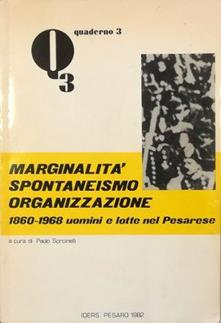 quaderno 3
Q
3
MARGINALITA'
SPONTANEISMO
ORGANIZZAZIONE
1860-1968 uomini e lotte nel Pesarese
a cura di Paolo Sorcinelli
IDERS. PESARO 1982